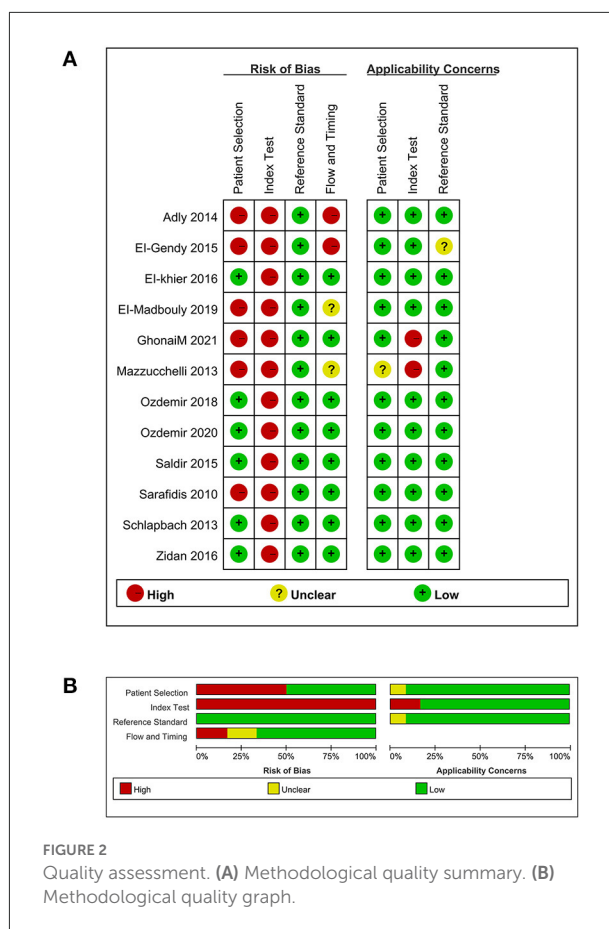 A
Risk of Bias
Applicability Concerns
Patient Selection
Index Test
Reference Standard
Flow and Timing
Patient Selection
Index Test
Reference Standard
Adly 2014 – – + – + + +
El-Gendy 2015 – – + – + + ?
El-khier 2016 + – + + + + +
El-Madbouly 2019 – – + ? + + +
GhonaiM 2021 – – + + + – +
Mazzucchelli 2013 – – + ? ? – +
Ozdemir 2018 + – + + + + +
Ozdemir 2020 + – + + + + +
Saldir 2015 + – + + + + +
Sarafidis 2010 – – + + + + +
Schlapbach 2013 + – + + + + +
Zidan 2016 + – + + + + +
– High ? Unclear + Low
B
Patient Selection
Index Test
Reference Standard
Flow and Timing
0% 25% 50% 75% 100% 0% 25% 50% 75% 100%
Risk of Bias Applicability Concerns
High Unclear Low
FIGURE 2
Quality assessment. (A) Methodological quality summary. (B)
Methodological quality graph.